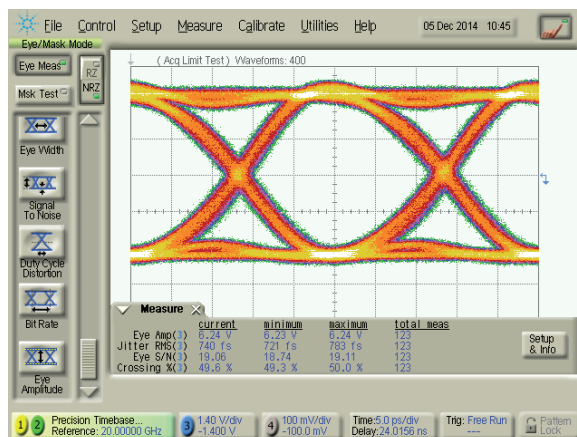 File Control Setup Measure Calibrate Utilities Help 05 Dec 2014 10:45
Eye/Mask Mode
Eye Meas
RZ
NRZ
Msk Test
( Acq Limit Test ) Waveforms: 400
Eye Width
Signal
To Noise
Duty Cycle
Distortion
Bit Rate
Eye
Amplitude
Measure
current minimum maximum total meas
Eye Amp(3) 6.24 V 6.23 V 6.24 V 123
Jitter RMS(3) 740 fs 721 fs 783 fs 123
Eye S/N(3) 19.06 18.74 19.11 123
Crossing %(3) 49.6 % 49.3 % 50.0 % 123
Setup
& Info
1 2 Precision Timebase...
Reference: 20.00000 GHz
3 1.40 V/div
-1.400 V
4 100 mV/div
-100.0 mV
Time:5.0 ps/div
Delay:24.0156 ns
Trig: Free Run
---
Pattern
Lock